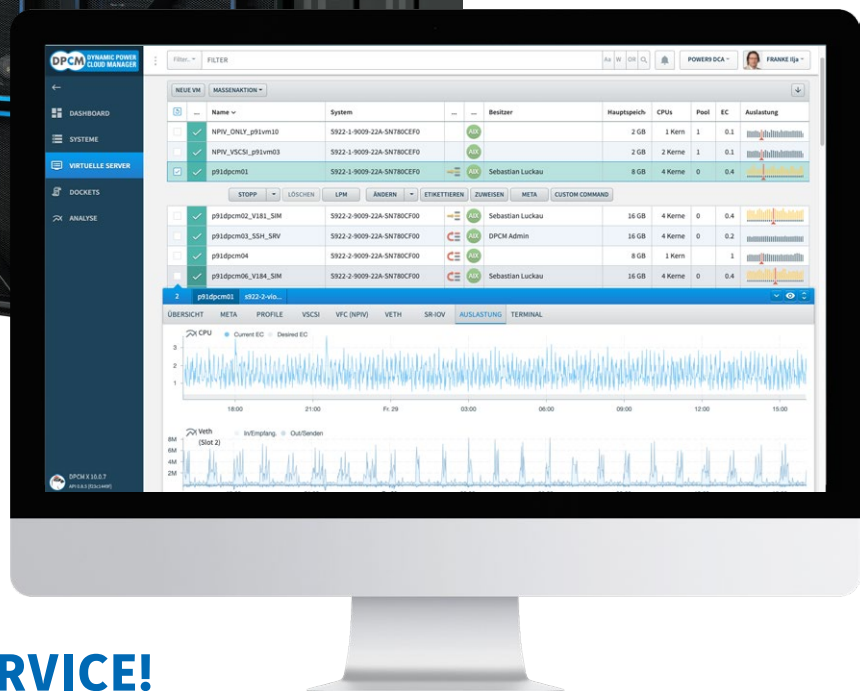 DPCM DYNAMIC POWER
CLOUD MANAGER
Filter.. FILTER Aa W OR POWER9 DCA FRANKE Ilja
NEUE VM MASSENAKTION
... Name System ... ... Besitzer Hauptspeich CPUs Pool EC Auslastung
NPIV_ONLY_p91vm10 S922-1-9009-22A-SN780CEF0 AIX 2 GB 1 Kern 1 0.1
NPIV_VSCSI_p91vm03 S922-1-9009-22A-SN780CEF0 AIX 2 GB 2 Kerne 1 0.1
p91dpcm01 S922-1-9009-22A-SN780CEF0 AIX Sebastian Luckau 8 GB 4 Kerne 0 0.4
STOPP LÖSCHEN LPM ÄNDERN ETIKETTIEREN ZUWEISEN META CUSTOM COMMAND
p91dpcm02_V181_SIM S922-2-9009-22A-SN780CF00 AIX Sebastian Luckau 16 GB 4 Kerne 0 0.4
p91dpcm03_SSH_SRV S922-2-9009-22A-SN780CF00 AIX DPCM Admin 16 GB 4 Kerne 0 0.2
p91dpcm04 S922-2-9009-22A-SN780CF00 AIX 8 GB 1 Kern 1
p91dpcm06_V184_SIM S922-2-9009-22A-SN780CF00 AIX Sebastian Luckau 16 GB 4 Kerne 0 0.4
DASHBOARD
SYSTEME
VIRTUELLE SERVER
DOCKETS
ANALYSE
2 p91dpcm01 s922-2-vio...
ÜBERSICHT META PROFILE VSCSI VFC (NPIV) VETH SR-IOV AUSLASTUNG TERMINAL
CPU Current EC Desired EC
3
2
1
18:00 21:00 Fr. 29 03:00 06:00 09:00 12:00 15:00
Veth In/Empfang. Out/Senden
(Slot 2)
8M
6M
4M
2M
DPCM X 10.0.7
RVICE!